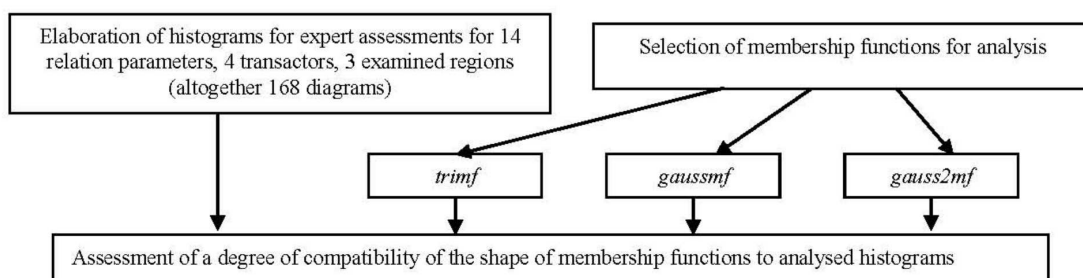 Elaboration of histograms for expert assessments for 14
relation parameters, 4 transactors, 3 examined regions
(altogether 168 diagrams)
Selection of membership functions for analysis
trimf
gaussmf
gauss2mf
Assessment of a degree of compatibility of the shape of membership functions to analysed histograms